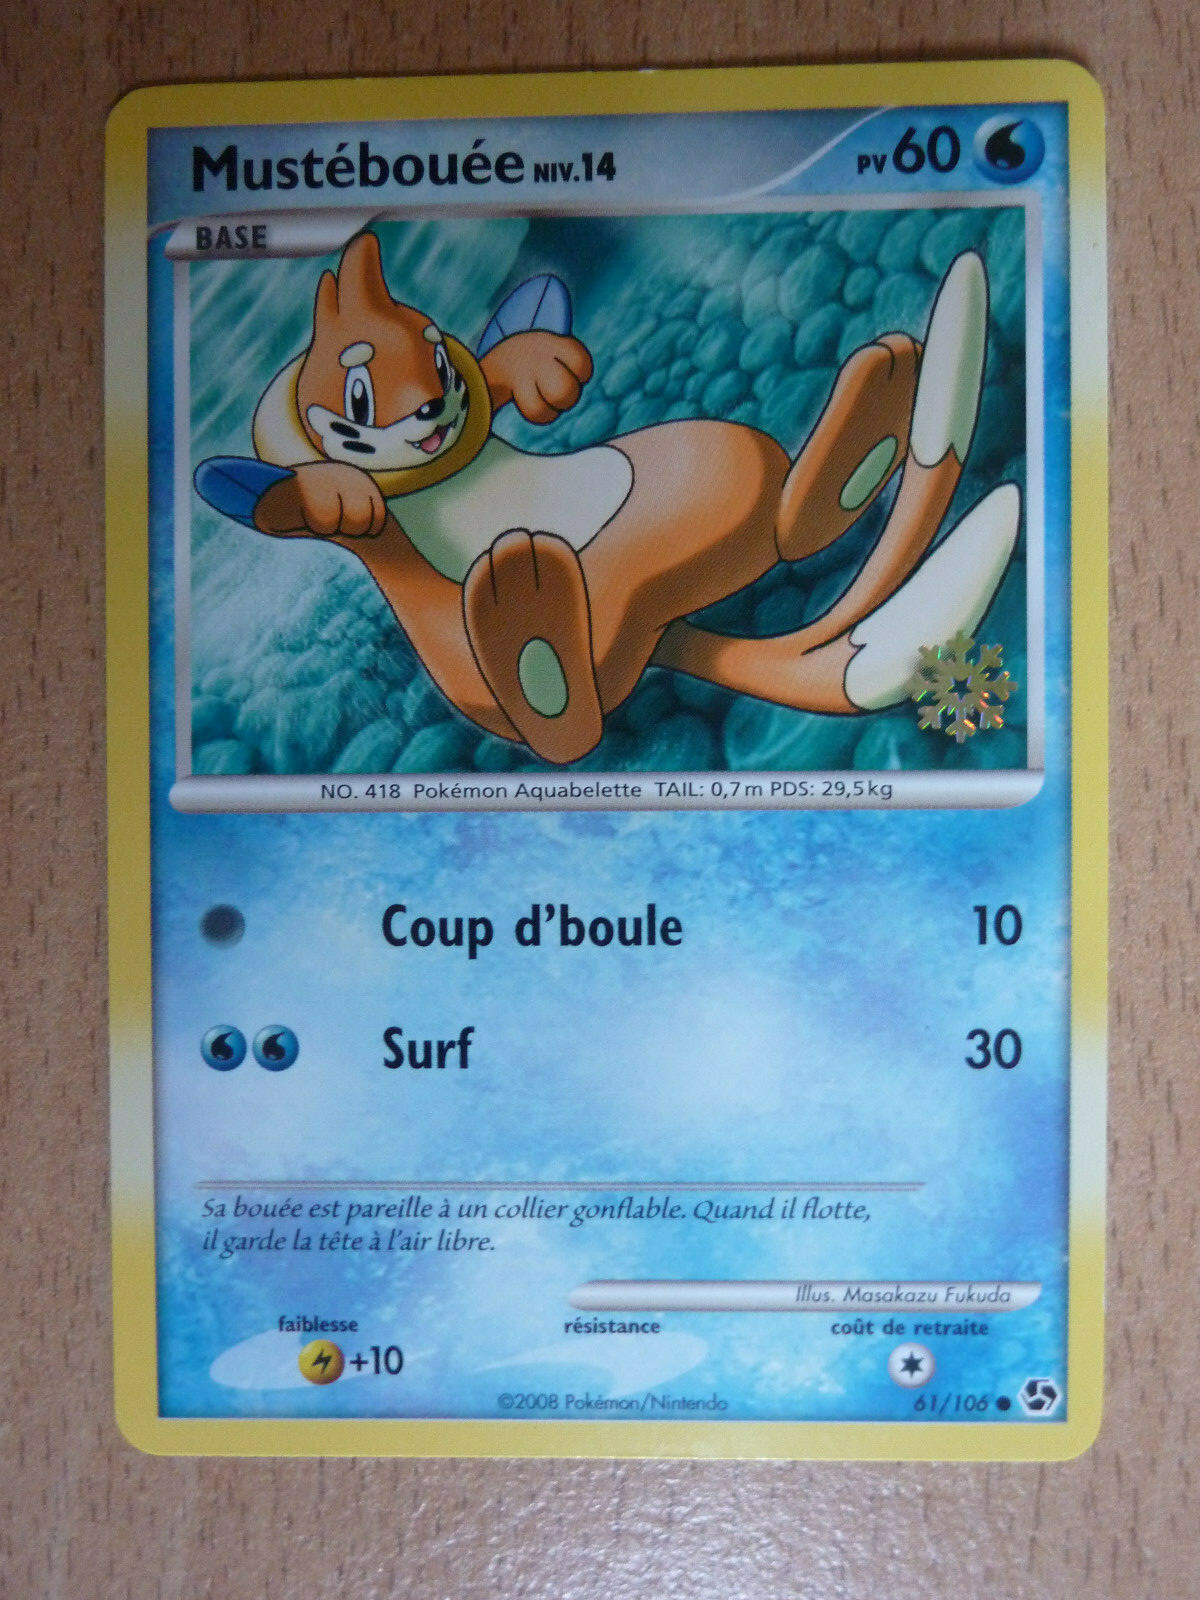 Mustébouée NIV.14 PV 60
BASE
NO. 418 Pokémon Aquabelette TAIL: 0,7m PDS: 29,5kg
Coup d'boule 10
Surf 30
Sa bouée est pareille à un collier gonflable. Quand il flotte,
il garde la tête à l'air libre.
Illus. Masakazu Fukuda
faiblesse résistance coût de retraite
+10
©2008 Pokémon/Nintendo 61/106